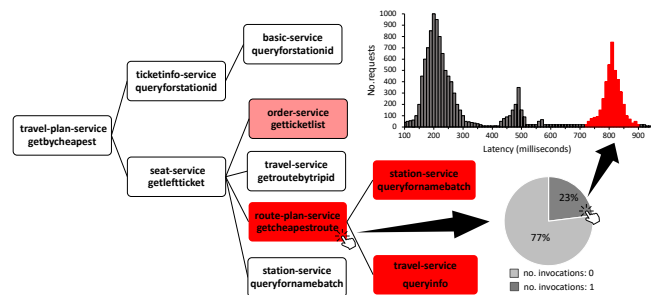 basic-service
queryforstationid
ticketinfo-service
queryforstationid
travel-plan-service
getbycheapest
order-service
getticketlist
seat-service
getleftticket
travel-service
getroutebytripid
route-plan-service
getcheapestroute
station-service
queryfornamebatch
station-service
queryfornamebatch
travel-service
queryinfo
No.requests
1000
900
800
700
600
500
400
300
200
100
0
100 200 300 400 500 600 700 800 900
Latency (milliseconds)
23%
77%
no. invocations: 0
no. invocations: 1